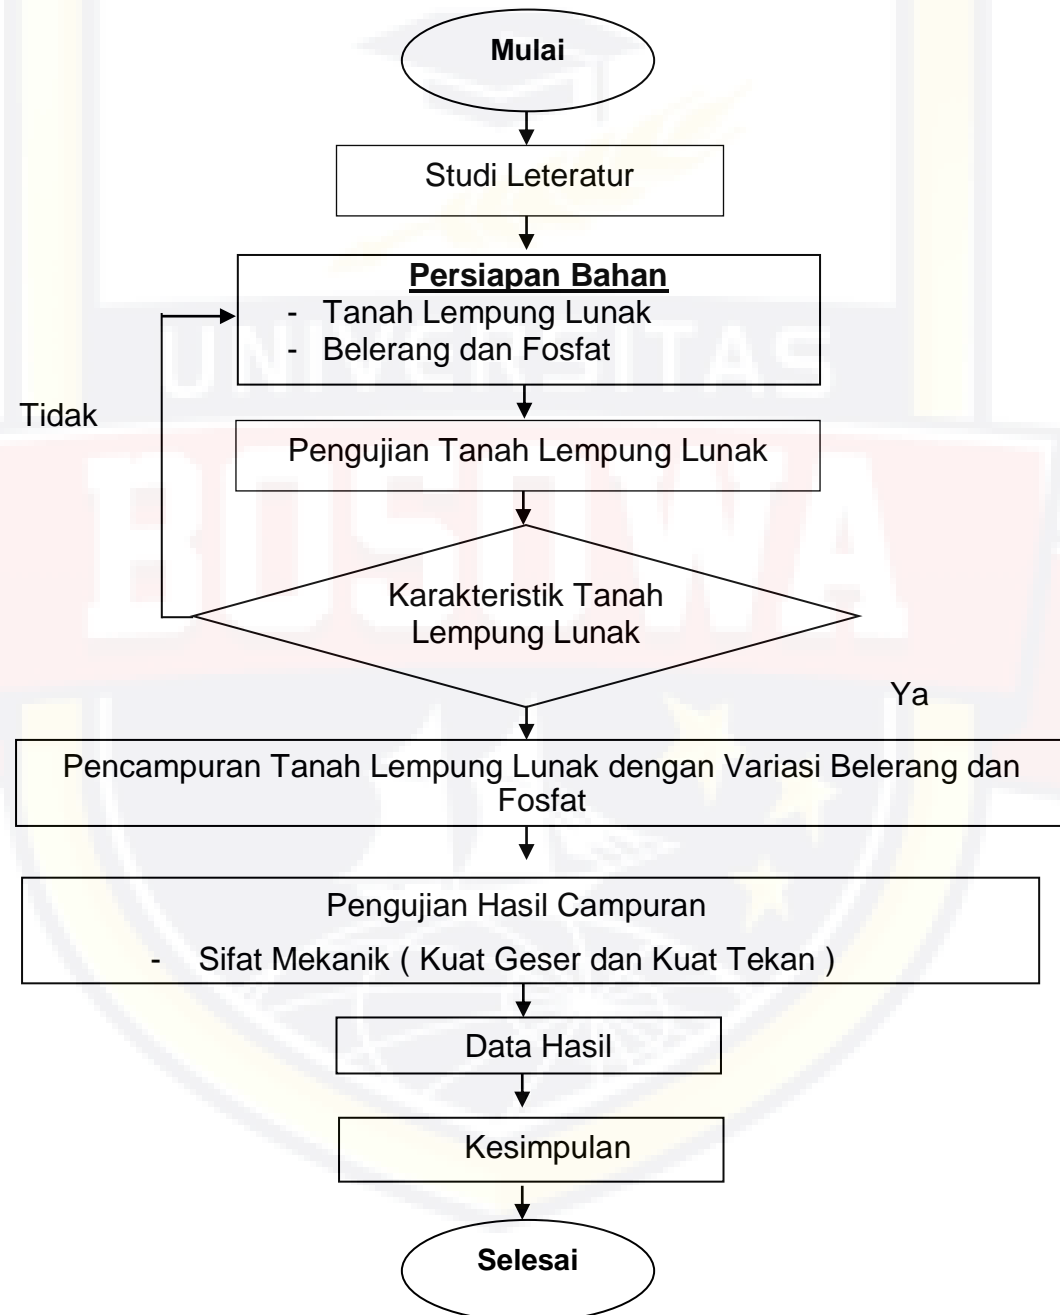 Mulai
Studi Leteratur
Persiapan Bahan
- Tanah Lempung Lunak
- Belerang dan Fosfat
Tidak
Pengujian Tanah Lempung Lunak
Karakteristik Tanah
Lempung Lunak
Ya
Pencampuran Tanah Lempung Lunak dengan Variasi Belerang dan
Fosfat
Pengujian Hasil Campuran
- Sifat Mekanik ( Kuat Geser dan Kuat Tekan )
Data Hasil
Kesimpulan
Selesai
UNIVERSITAS
BOSOWA